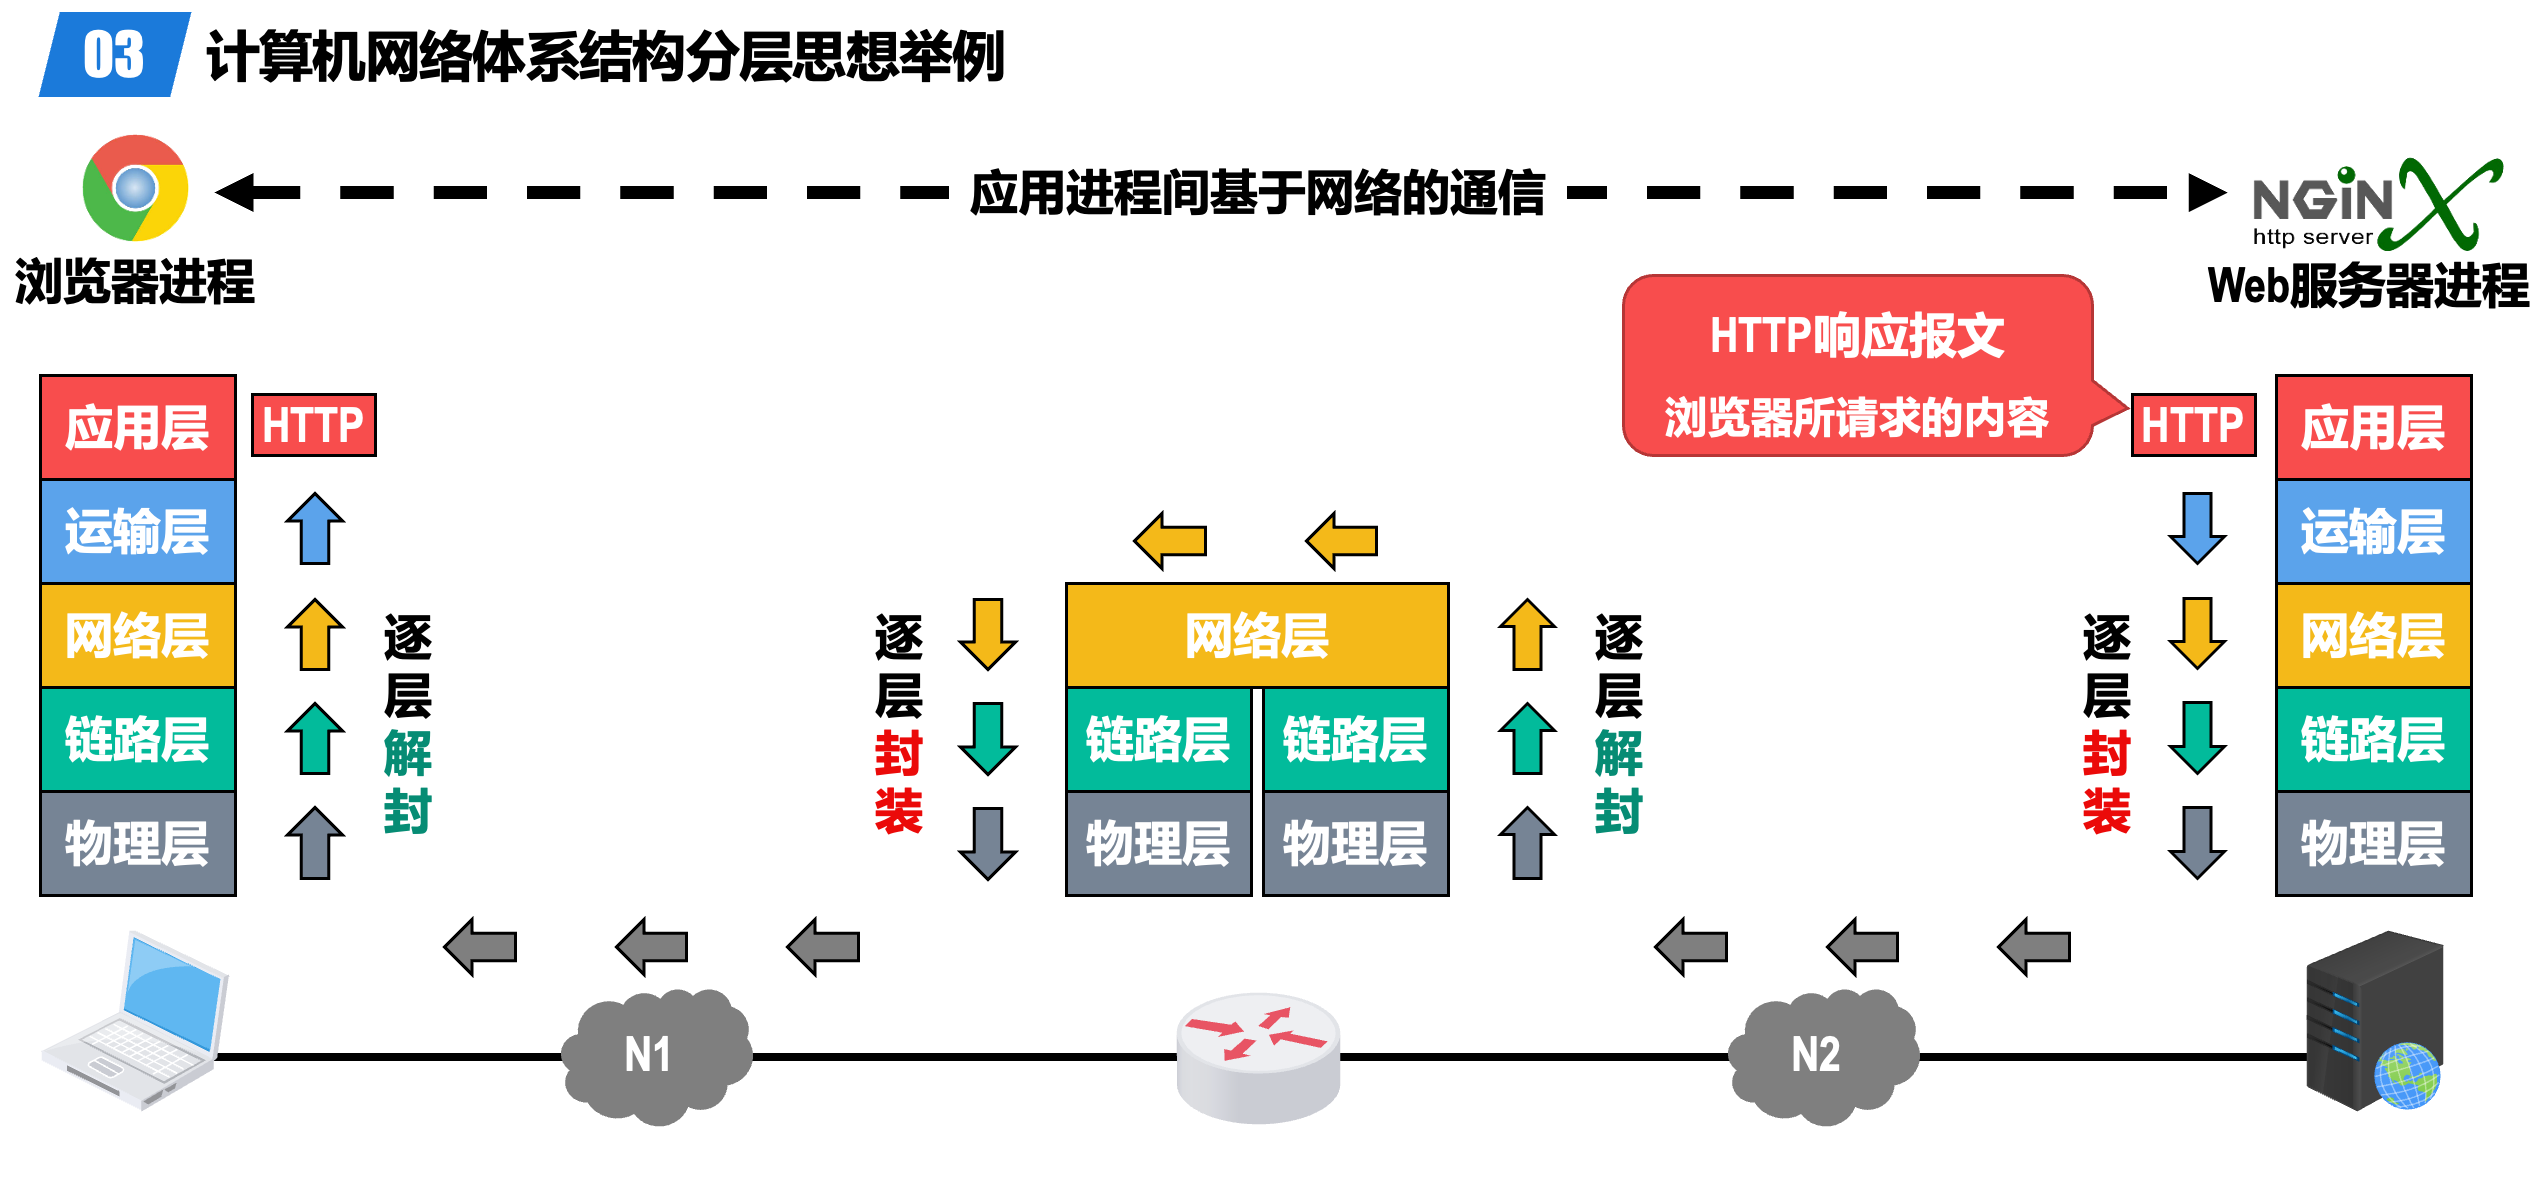 03
计算机网络体系结构分层思想举例
应用进程间基于网络的通信
NGiNX
http server
浏览器进程
Web服务器进程
HTTP响应报文
浏览器所请求的内容
应用层
HTTP
运输层
网络层
链路层
物理层
逐层解封
逐层封装
网络层
链路层
链路层
物理层
物理层
逐层解封
逐层封装
HTTP
应用层
运输层
网络层
链路层
物理层
N1
N2